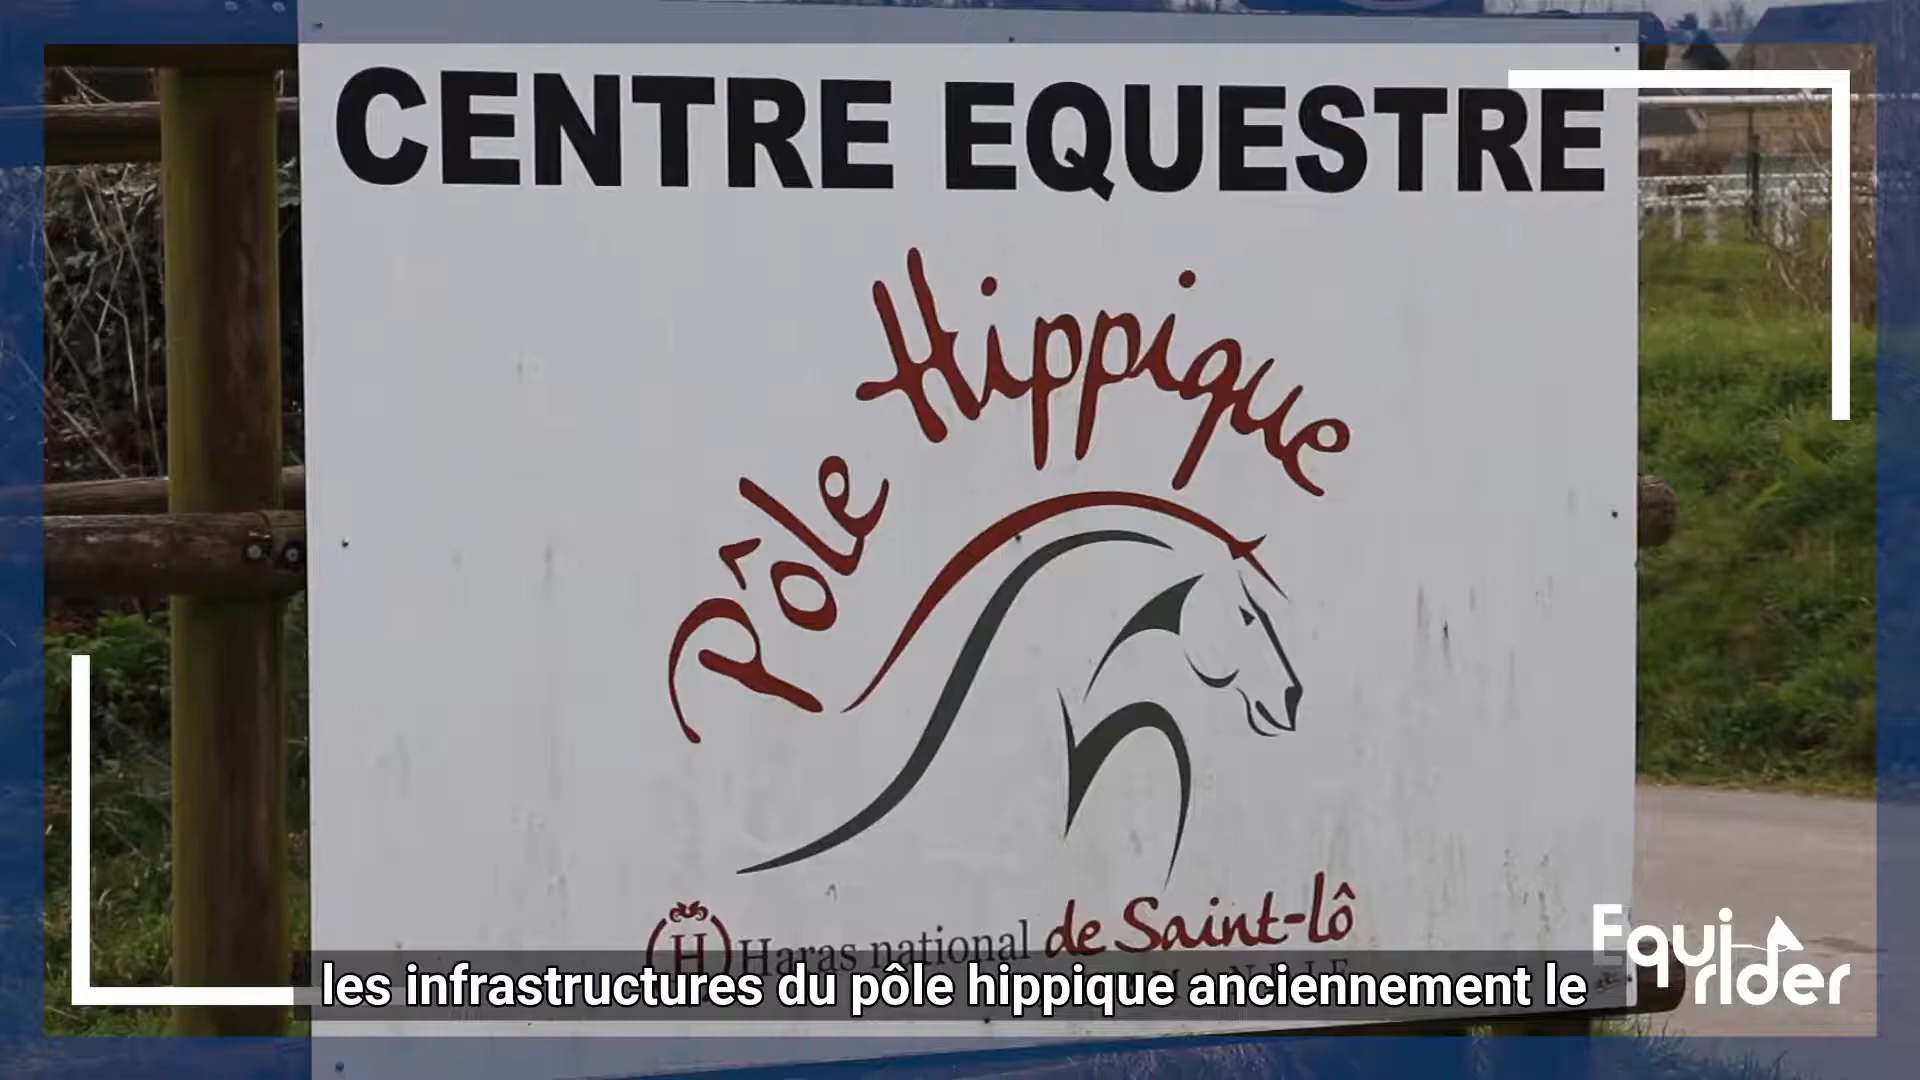 CENTRE EQUESTRE
Pôle Hippique
H Haras national de Saint-lô
les infrastructures du pôle hippique anciennement le
Equi
rider